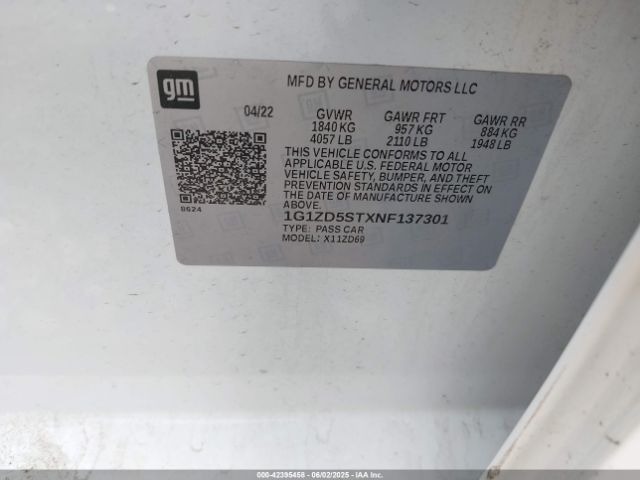 gm
MFD BY GENERAL MOTORS LLC
04/22
GVWR GAWR FRT GAWR RR
1840 KG 957 KG 884 KG
4057 LB 2110 LB 1948 LB
THIS VEHICLE CONFORMS TO ALL
APPLICABLE U.S. FEDERAL MOTOR
VEHICLE SAFETY, BUMPER, AND THEFT
PREVENTION STANDARDS IN EFFECT ON
THE DATE OF MANUFACTURE SHOWN
ABOVE.
8624
1G1ZD5STXNF137301
TYPE: PASS CAR
MODEL: X11ZD69
000-42395458 - 06/02/2025 - IAA, Inc.